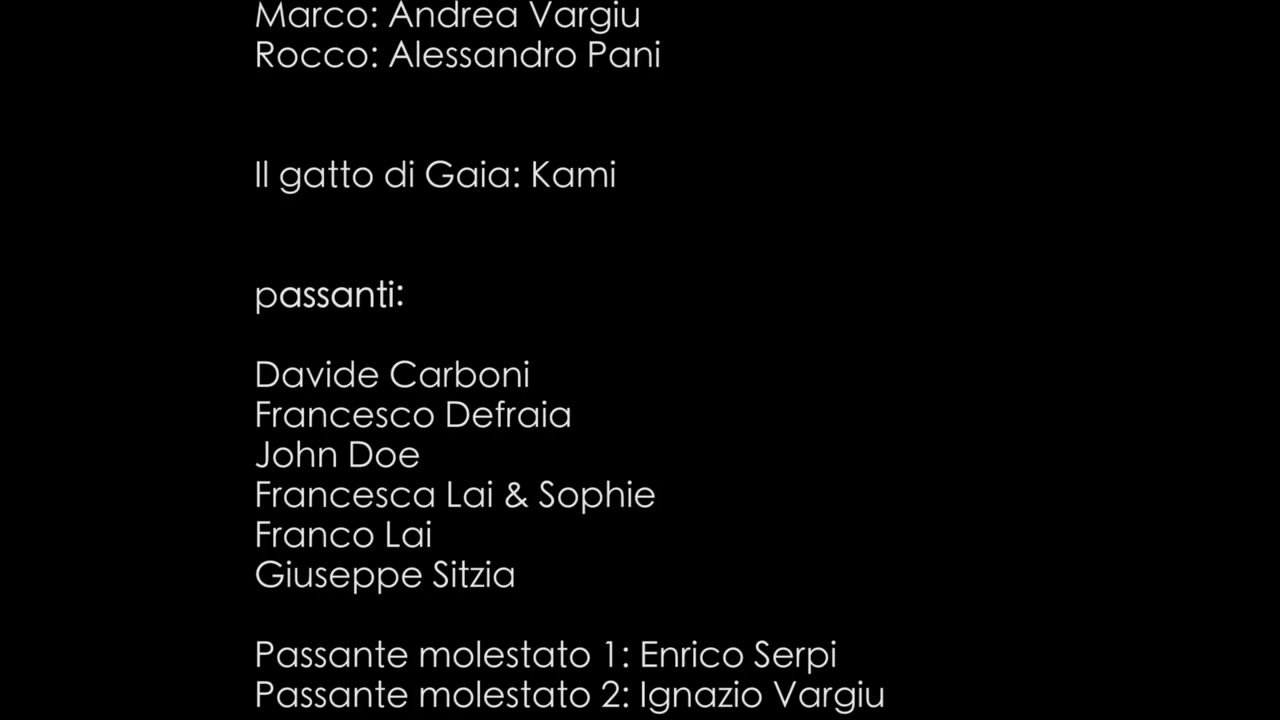 Marco: Andrea Vargiu
Rocco: Alessandro Pani
Il gatto di Gaia: Kami
passanti:
Davide Carboni
Francesco Defraia
John Doe
Francesca Lai & Sophie
Franco Lai
Giuseppe Sitzia
Passante molestato 1: Enrico Serpi
Passante molestato 2: Ignazio Vargiu